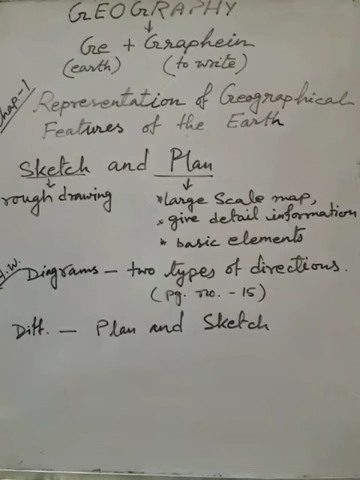 GEOGRAPHY
Ge + Graphein
(earth) (to write)
Chap-1
Representation of Geographical
Features of the Earth
Sketch and Plan
rough drawing
* large Scale map,
* give detail information
* basic elements
H.W. Diagrams - two types of directions.
(pg. no. - 15)
Diff. - Plan and Sketch